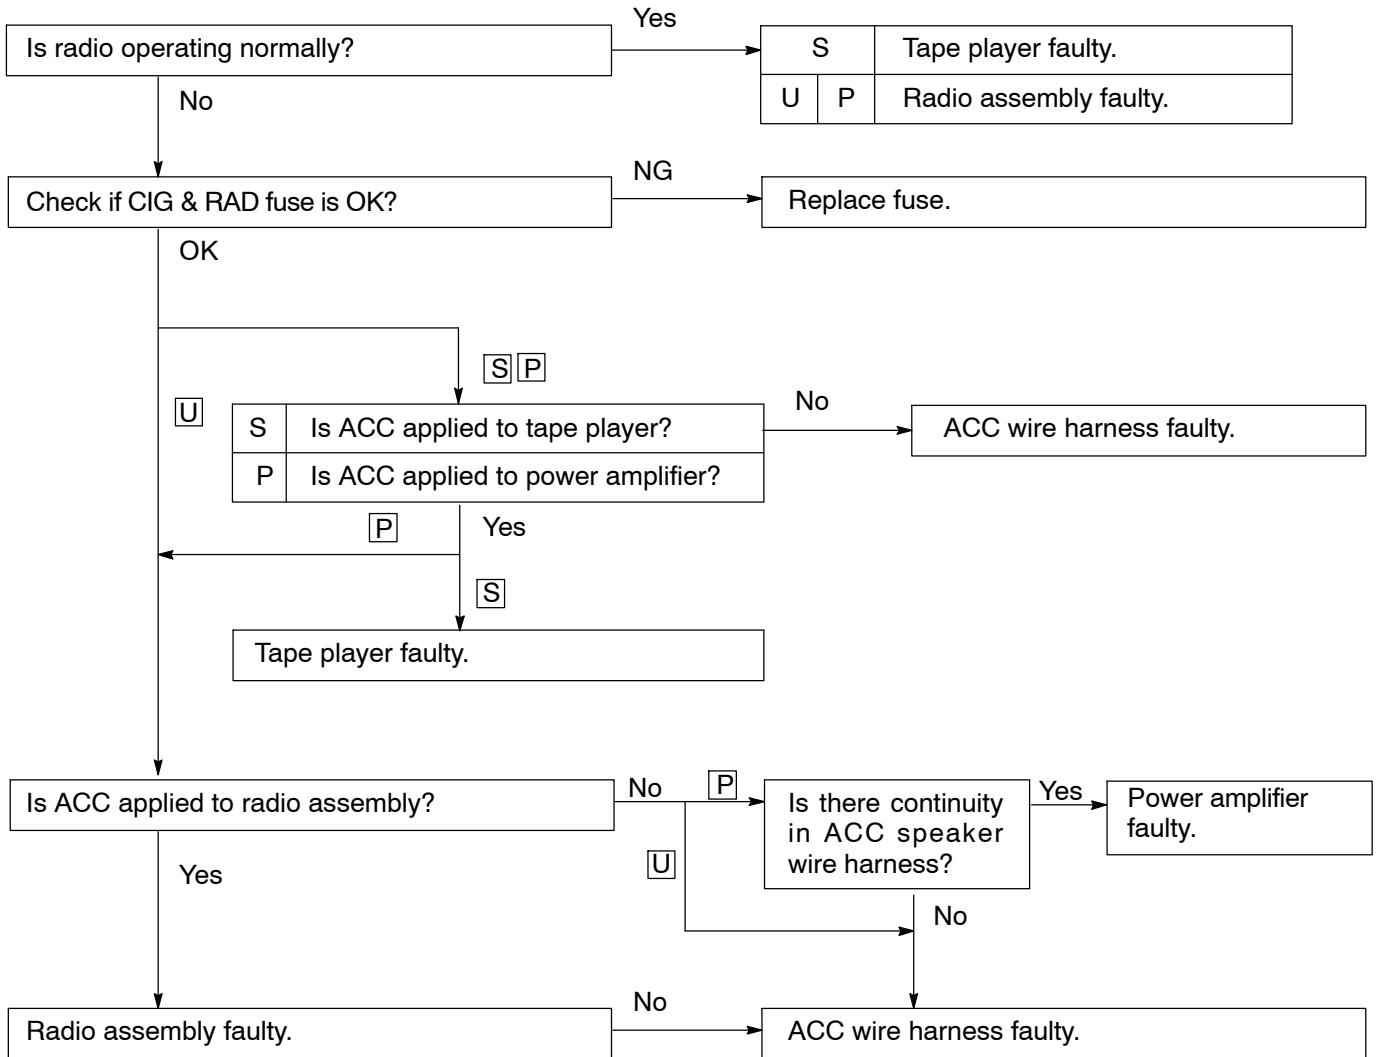 Is radio operating normally?
Yes
S Tape player faulty.
U P Radio assembly faulty.
No
Check if CIG & RAD fuse is OK?
NG
Replace fuse.
OK
S P
U
S Is ACC applied to tape player?
P Is ACC applied to power amplifier?
No
ACC wire harness faulty.
P
Yes
S
Tape player faulty.
Is ACC applied to radio assembly?
No
P
Is there continuity
in ACC speaker
wire harness?
Yes
Power amplifier
faulty.
U
Yes
No
Radio assembly faulty.
No
ACC wire harness faulty.